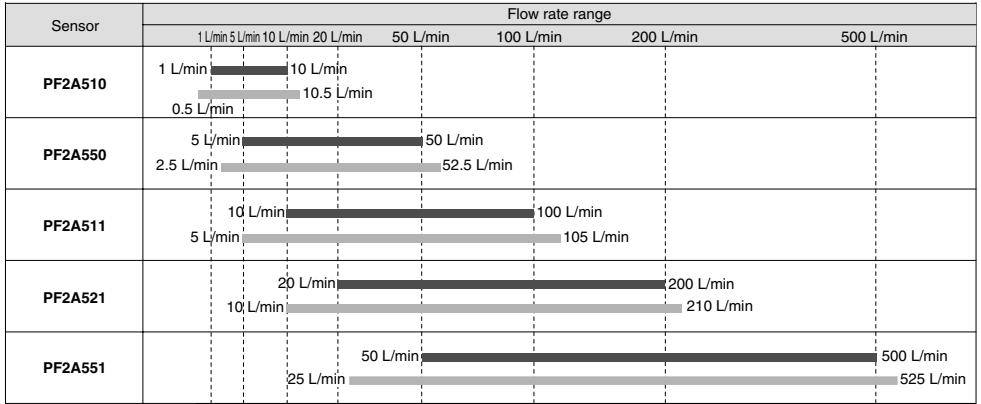 Sensor
Flow rate range
1 L/min 5 L/min 10 L/min 20 L/min 50 L/min 100 L/min 200 L/min 500 L/min
PF2A510
1 L/min 10 L/min
10.5 L/min
0.5 L/min
PF2A550
5 L/min 50 L/min
2.5 L/min 52.5 L/min
PF2A511
10 L/min 100 L/min
5 L/min 105 L/min
PF2A521
20 L/min 200 L/min
10 L/min 210 L/min
PF2A551
50 L/min 500 L/min
25 L/min 525 L/min